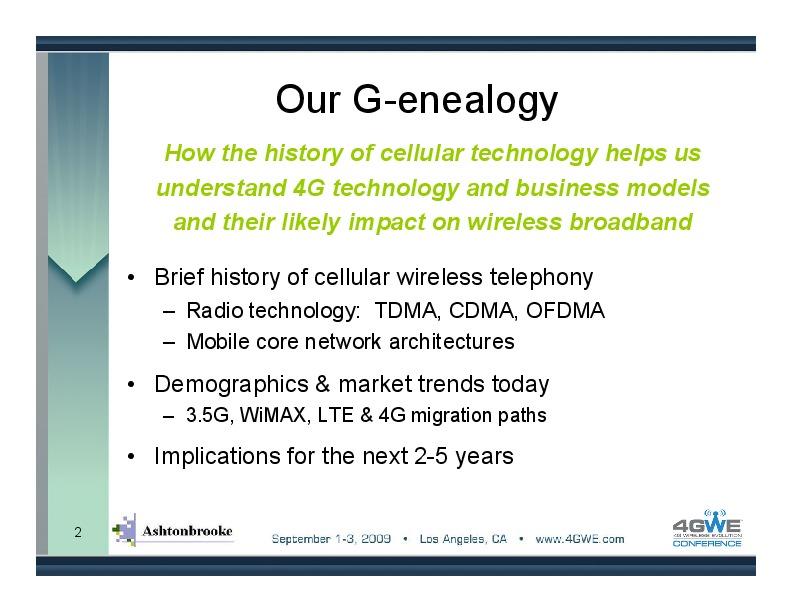 Our G-enealogy
How the history of cellular technology helps us
understand 4G technology and business models
and their likely impact on wireless broadband
• Brief history of cellular wireless telephony
– Radio technology: TDMA, CDMA, OFDMA
– Mobile core network architectures
• Demographics & market trends today
– 3.5G, WiMAX, LTE & 4G migration paths
• Implications for the next 2-5 years
2
Ashtonbrooke
September 1-3, 2009 • Los Angeles, CA • www.4GWE.com
4GWE
4G WIRELESS EVOLUTION
CONFERENCE